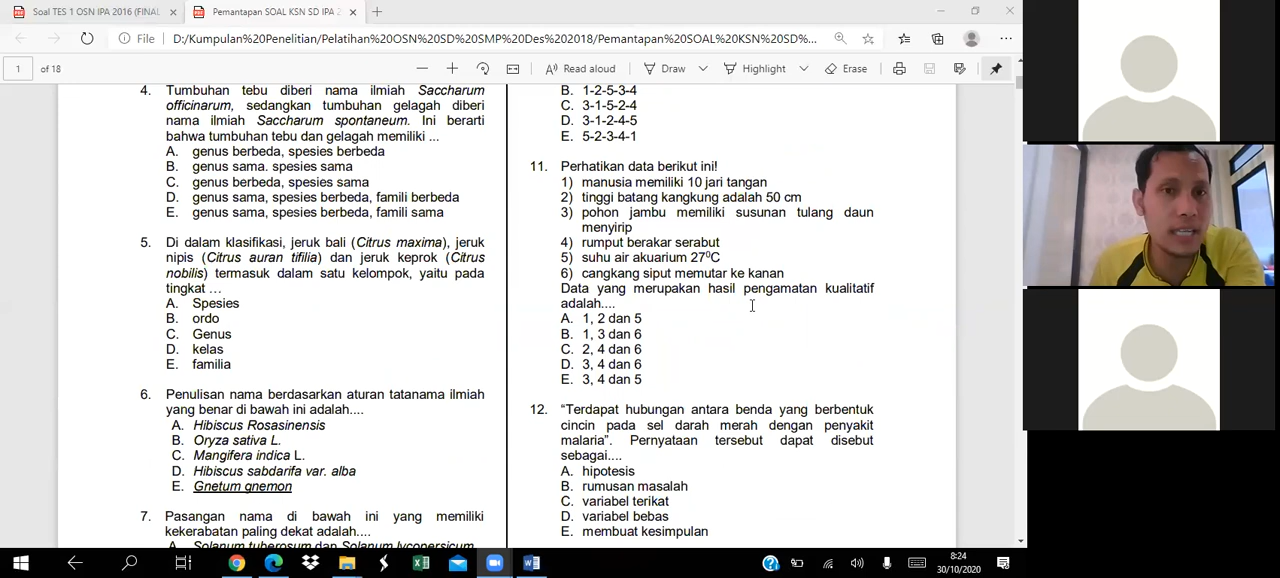 Soal TES 1 OSN IPA 2016 (FINAL
Pemantapan SOAL KSN SD IPA 2
File
D:/Kumpulan%20Penelitian/Pelatihan%20OSN%20SD%20SMP%20Des%202018/Pemantapan%20SOAL%20KSN%20SD%...
1 of 18
Read aloud
Draw
Highlight
Erase
4. Tumbuhan tebu diberi nama ilmiah Saccharum
officinarum, sedangkan tumbuhan gelagah diberi
nama ilmiah Saccharum spontaneum. Ini berarti
bahwa tumbuhan tebu dan gelagah memiliki ...
A. genus berbeda, spesies berbeda
B. genus sama. spesies sama
C. genus berbeda, spesies sama
D. genus sama, spesies berbeda, famili berbeda
E. genus sama, spesies berbeda, famili sama
5. Di dalam klasifikasi, jeruk bali (Citrus maxima), jeruk
nipis (Citrus auran tifilia) dan jeruk keprok (Citrus
nobilis) termasuk dalam satu kelompok, yaitu pada
tingkat ...
A. Spesies
B. ordo
C. Genus
D. kelas
E. familia
6. Penulisan nama berdasarkan aturan tatanama ilmiah
yang benar di bawah ini adalah....
A. Hibiscus Rosasinensis
B. Oryza sativa L.
C. Mangifera indica L.
D. Hibiscus sabdarifa var. alba
E. Gnetum gnemon
7. Pasangan nama di bawah ini yang memiliki
kekerabatan paling dekat adalah....
A. Solanum tuberosum dan Solanum lycopersicum
B. 1-2-5-3-4
C. 3-1-5-2-4
D. 3-1-2-4-5
E. 5-2-3-4-1
11. Perhatikan data berikut ini!
1) manusia memiliki 10 jari tangan
2) tinggi batang kangkung adalah 50 cm
3) pohon jambu memiliki susunan tulang daun
menyirip
4) rumput berakar serabut
5) suhu air akuarium 27⁰C
6) cangkang siput memutar ke kanan
Data yang merupakan hasil pengamatan kualitatif
adalah....
A. 1, 2 dan 5
B. 1, 3 dan 6
C. 2, 4 dan 6
D. 3, 4 dan 6
E. 3, 4 dan 5
12. “Terdapat hubungan antara benda yang berbentuk
cincin pada sel darah merah dengan penyakit
malaria”. Pernyataan tersebut dapat disebut
sebagai....
A. hipotesis
B. rumusan masalah
C. variabel terikat
D. variabel bebas
E. membuat kesimpulan
8:24
30/10/2020